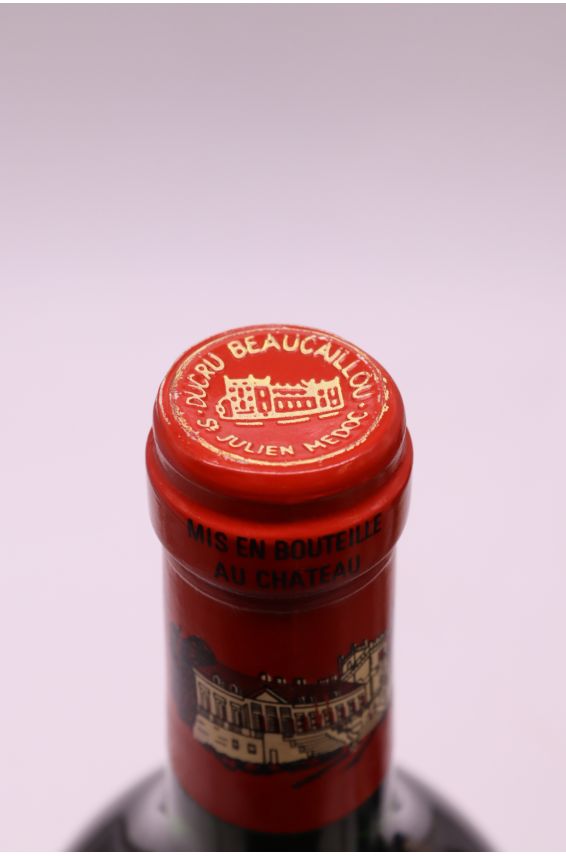 DUCRU BEAUCAILLOU
· St JULIEN MEDOC ·
MIS EN BOUTEILLE
AU CHATEAU